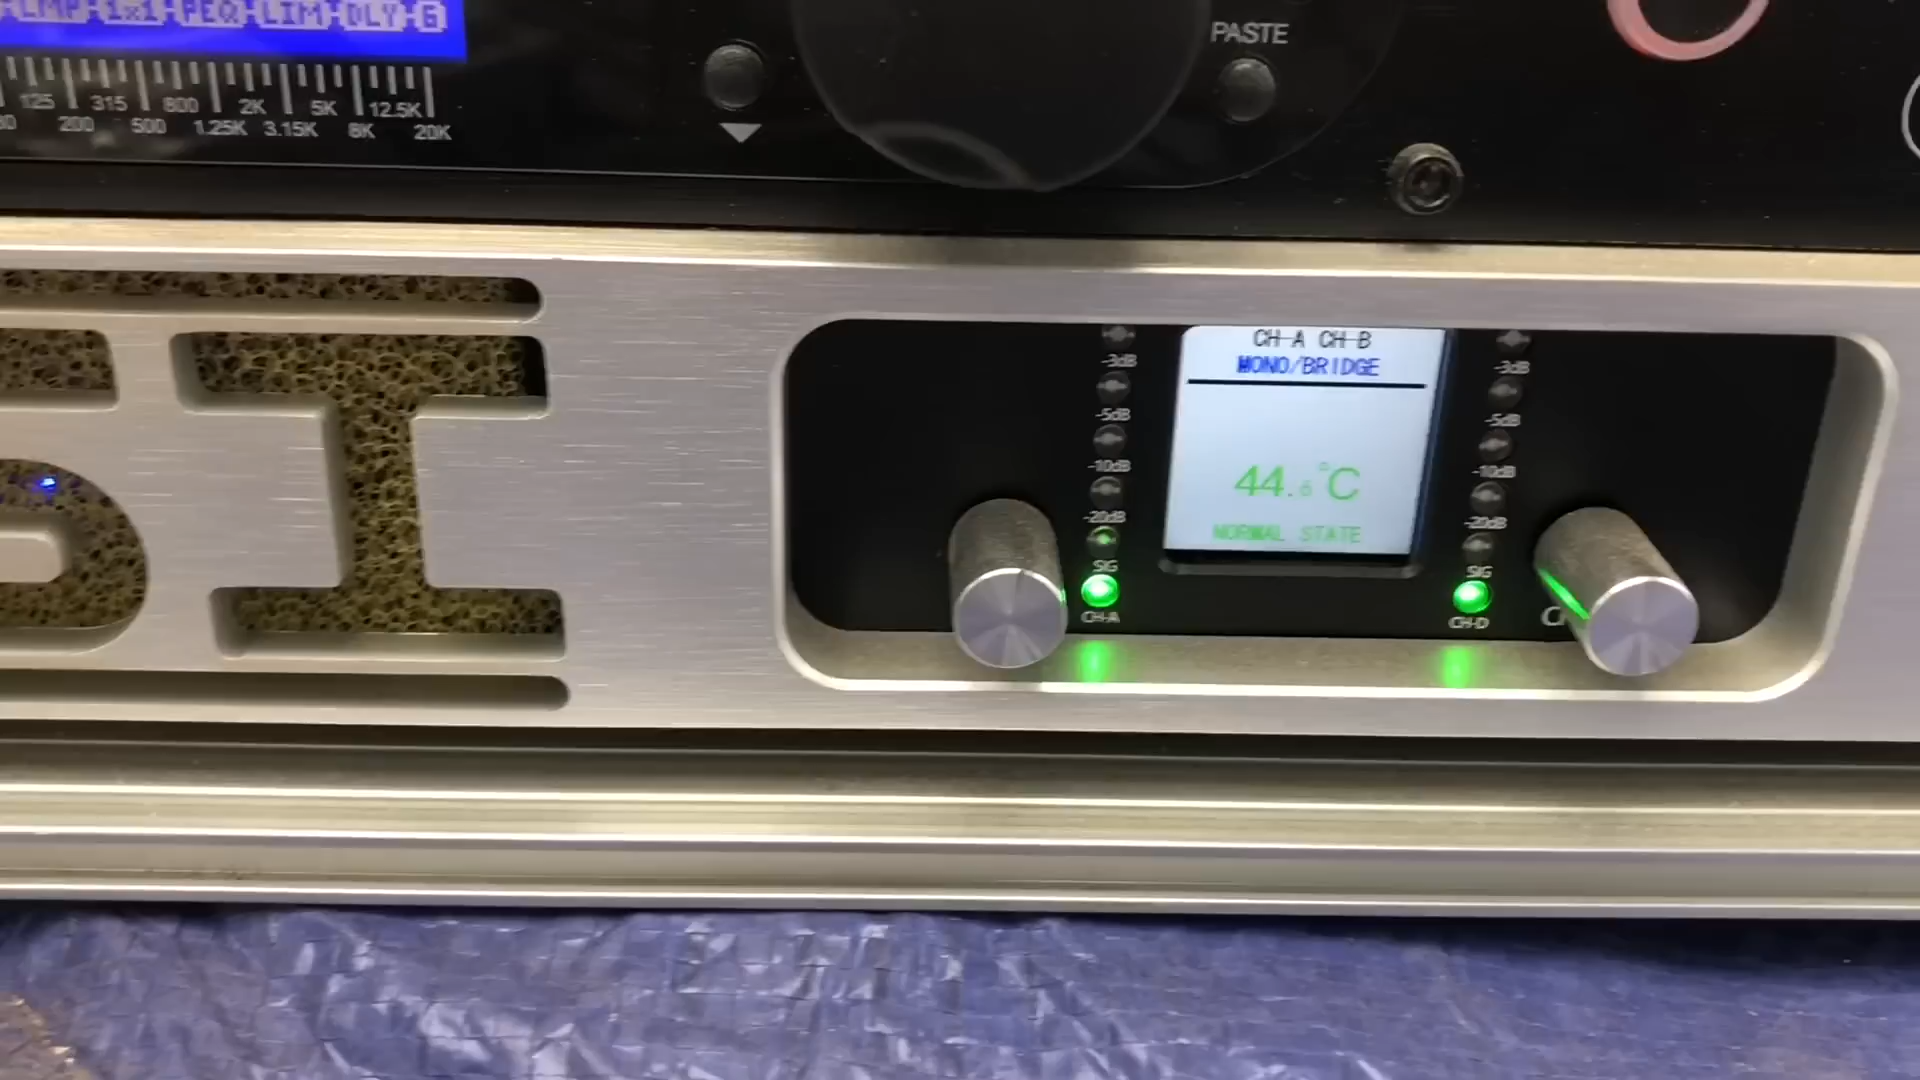 CMP 1x1 PEQ LIM DLY G
125 315 800 2K 5K 12.5K
200 500 1.25K 3.15K 8K 20K
PASTE
CH-A CH-B
MONO/BRIDGE
44.6°C
NORMAL STATE
-3dB
-5dB
-10dB
-20dB
SIG
CH-A
-3dB
-5dB
-10dB
-20dB
SIG
CH-D